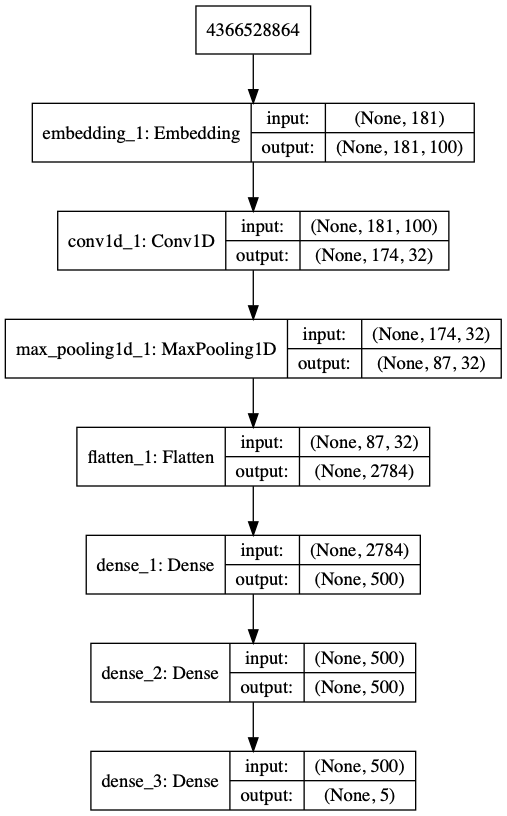 4366528864
embedding_1: Embedding
input: (None, 181)
output: (None, 181, 100)
conv1d_1: Conv1D
input: (None, 181, 100)
output: (None, 174, 32)
max_pooling1d_1: MaxPooling1D
input: (None, 174, 32)
output: (None, 87, 32)
flatten_1: Flatten
input: (None, 87, 32)
output: (None, 2784)
dense_1: Dense
input: (None, 2784)
output: (None, 500)
dense_2: Dense
input: (None, 500)
output: (None, 500)
dense_3: Dense
input: (None, 500)
output: (None, 5)